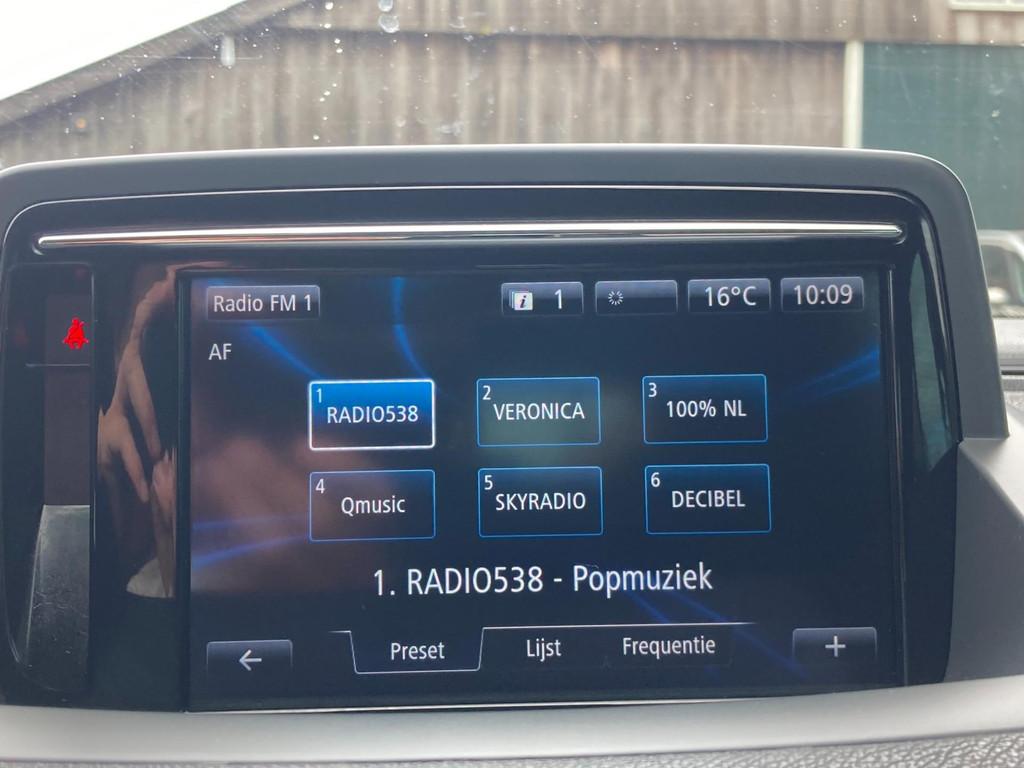 Radio FM 1
i 1
16°C
10:09
AF
1 RADIO538
2 VERONICA
3 100% NL
4 Qmusic
5 SKYRADIO
6 DECIBEL
1. RADIO538 - Popmuziek
Preset
Lijst
Frequentie
+